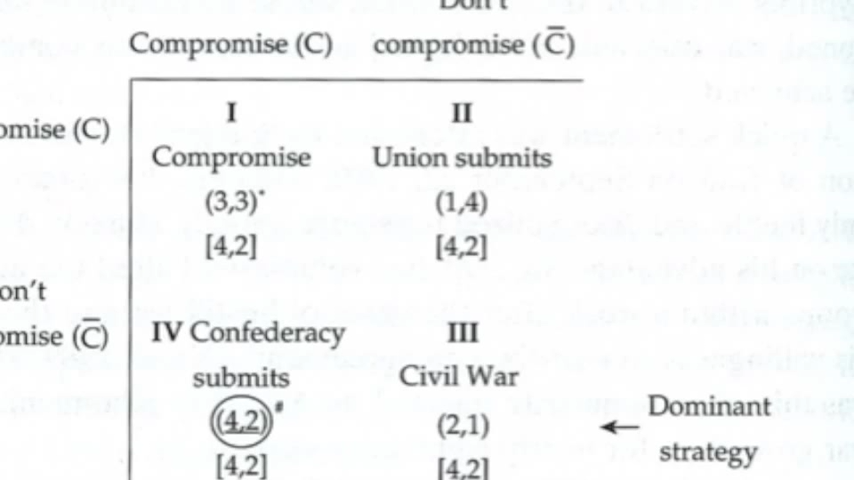 Don't
Compromise (C) compromise (C̄)
I II
omise (C)
Compromise Union submits
(3,3)* (1,4)
[4,2] [4,2]
on't
omise (C̄) IV Confederacy III
submits Civil War
(4,2)# (2,1) ← Dominant
[4,2] [4,2] strategy